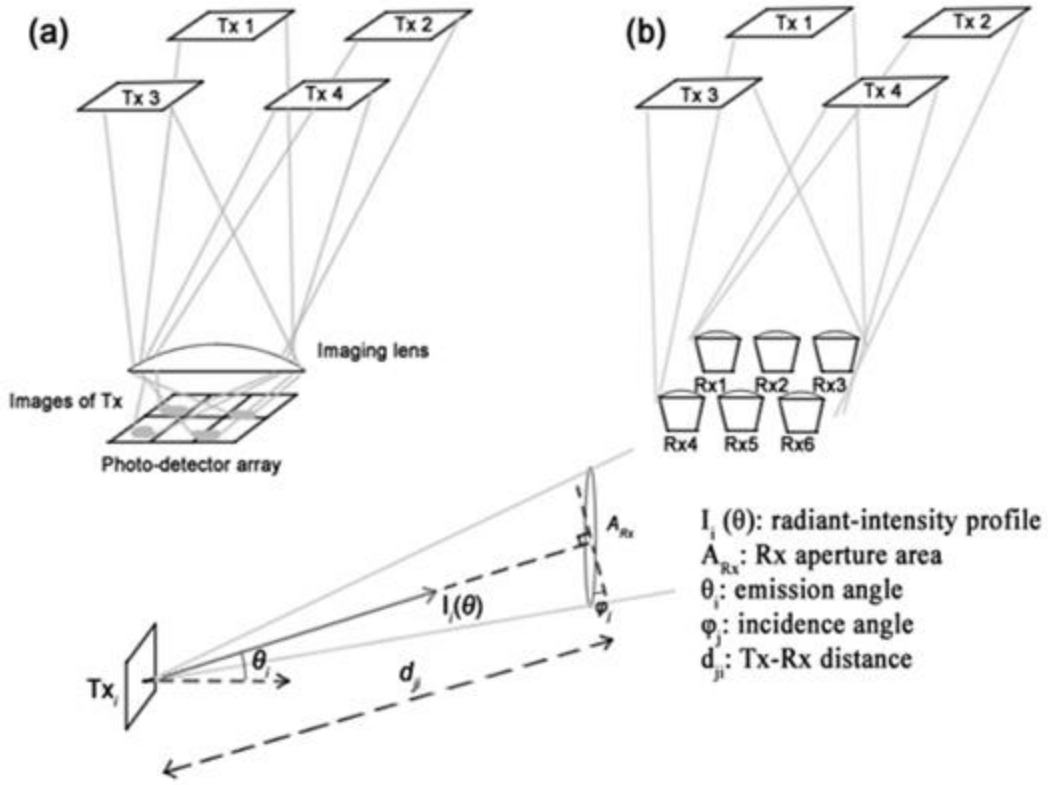 (a)
Tx 1
Tx 2
Tx 3
Tx 4
Imaging lens
Images of Tx
Photo-detector array
(b)
Tx 1
Tx 2
Tx 3
Tx 4
Rx1
Rx2
Rx3
Rx4
Rx5
Rx6
A_Rx
φ_j
I_i(θ)
θ_i
Tx_i
d_ji
I_i (θ): radiant-intensity profile
A_Rx: Rx aperture area
θ_i: emission angle
φ_j: incidence angle
d_ji: Tx-Rx distance